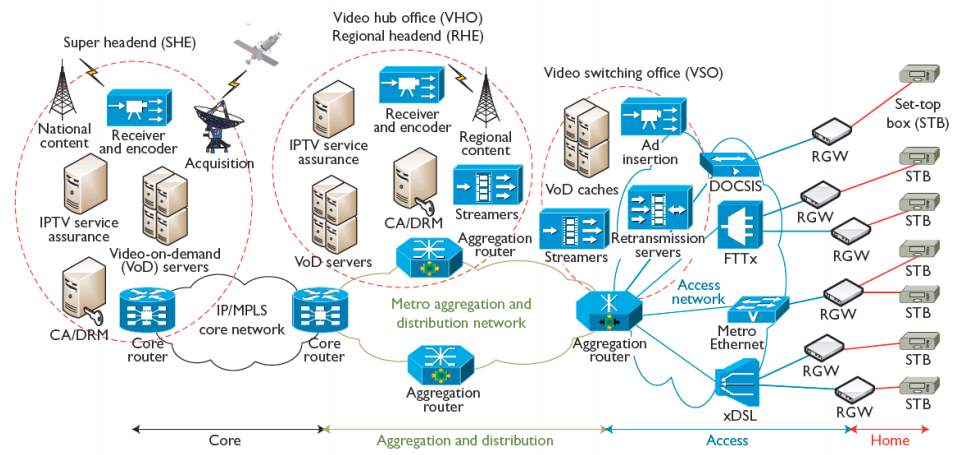 Super headend (SHE)
National
content
Receiver
and encoder
Acquisition
IPTV service
assurance
Video-on-demand
(VoD) servers
CA/DRM
Core
router
IP/MPLS
core network
Video hub office (VHO)
Regional headend (RHE)
IPTV service
assurance
Receiver
and encoder
Regional
content
CA/DRM
Streamers
VoD servers
Aggregation
router
Core
router
Metro aggregation and
distribution network
Aggregation
router
Video switching office (VSO)
VoD caches
Ad
insertion
Streamers
Retransmission
servers
Aggregation
router
DOCSIS
FTTx
Access
network
Metro
Ethernet
xDSL
RGW
RGW
RGW
RGW
RGW
RGW
Set-top
box (STB)
STB
STB
STB
STB
STB
STB
Core
Aggregation and distribution
Access
Home